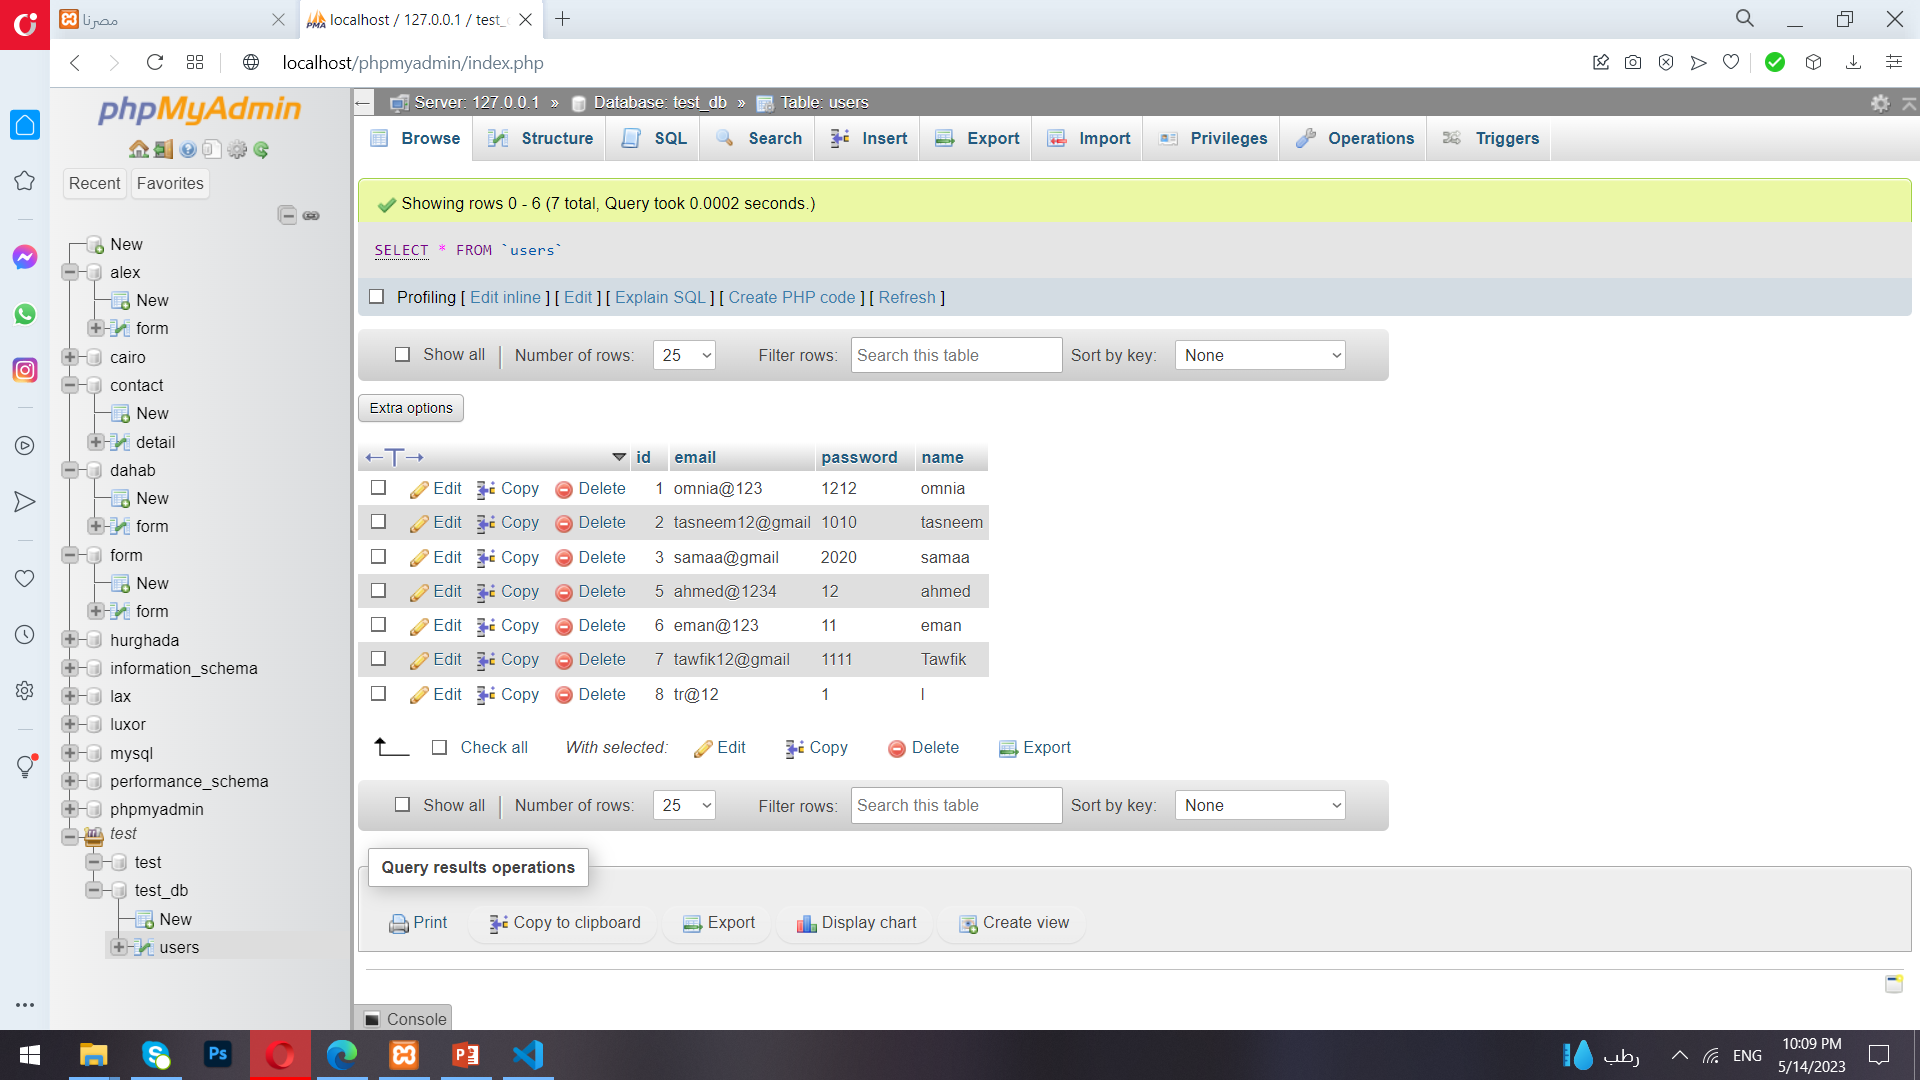 مصرنا
localhost / 127.0.0.1 / test_
localhost/phpmyadmin/index.php
phpMyAdmin
Recent Favorites
New
alex
New
form
cairo
contact
New
detail
dahab
New
form
form
New
form
hurghada
information_schema
lax
luxor
mysql
performance_schema
phpmyadmin
test
test
test_db
New
users
Server: 127.0.0.1 » Database: test_db » Table: users
Browse Structure SQL Search Insert Export Import Privileges Operations Triggers
Showing rows 0 - 6 (7 total, Query took 0.0002 seconds.)
SELECT * FROM `users`
Profiling [ Edit inline ] [ Edit ] [ Explain SQL ] [ Create PHP code ] [ Refresh ]
Show all | Number of rows: 25 Filter rows: Search this table Sort by key: None
Extra options
id email password name
Edit Copy Delete 1 omnia@123 1212 omnia
Edit Copy Delete 2 tasneem12@gmail 1010 tasneem
Edit Copy Delete 3 samaa@gmail 2020 samaa
Edit Copy Delete 5 ahmed@1234 12 ahmed
Edit Copy Delete 6 eman@123 11 eman
Edit Copy Delete 7 tawfik12@gmail 1111 Tawfik
Edit Copy Delete 8 tr@12 1
Check all With selected: Edit Copy Delete Export
Show all | Number of rows: 25 Filter rows: Search this table Sort by key: None
Query results operations
Print Copy to clipboard Export Display chart Create view
Console
رطب
ENG
10:09 PM
5/14/2023